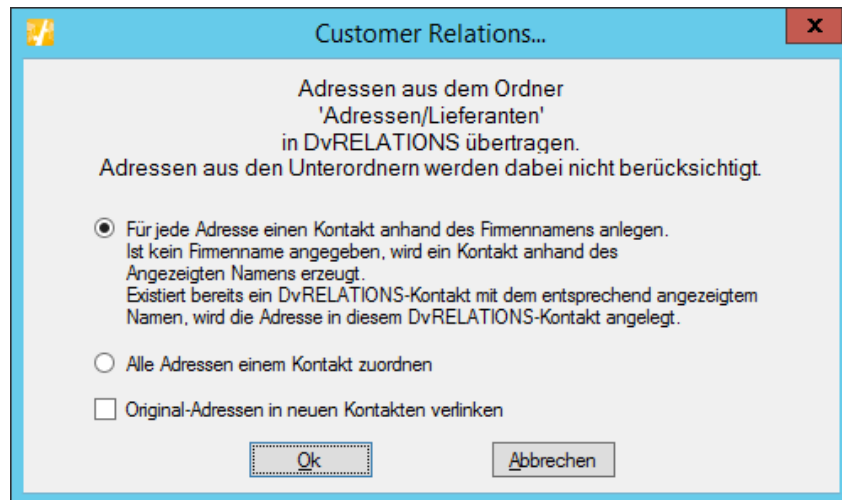 Customer Relations...
x
Adressen aus dem Ordner
'Adressen/Lieferanten'
in DvRELATIONS übertragen.
Adressen aus den Unterordnern werden dabei nicht berücksichtigt.
Für jede Adresse einen Kontakt anhand des Firmennamens anlegen.
Ist kein Firmenname angegeben, wird ein Kontakt anhand des
Angezeigten Namens erzeugt.
Existiert bereits ein DvRELATIONS-Kontakt mit dem entsprechend angezeigtem
Namen, wird die Adresse in diesem DvRELATIONS-Kontakt angelegt.
Alle Adressen einem Kontakt zuordnen
Original-Adressen in neuen Kontakten verlinken
Ok
Abbrechen